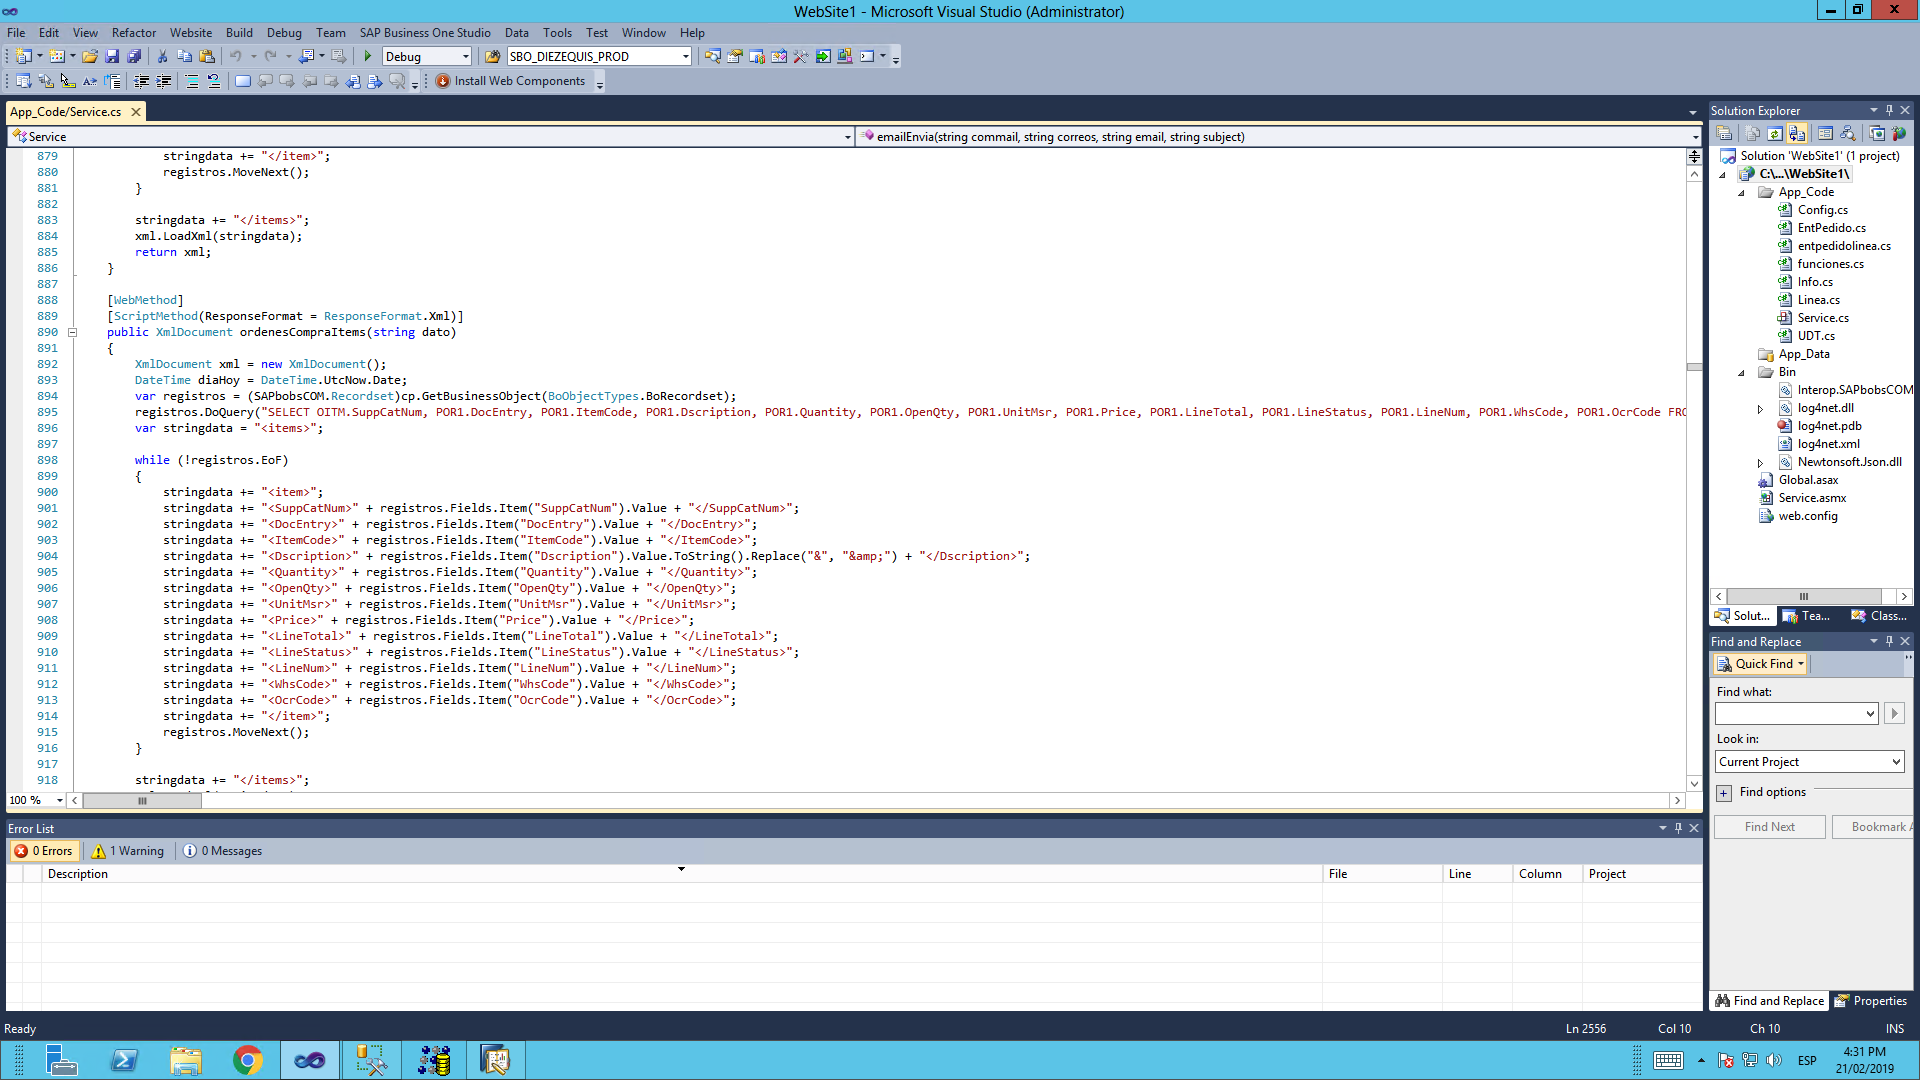 WebSite1 - Microsoft Visual Studio (Administrator)
File Edit View Refactor Website Build Debug Team SAP Business One Studio Data Tools Test Window Help
Debug SBO_DIEZEQUIS_PROD
Install Web Components
App_Code/Service.cs
Service emailEnvia(string commail, string correos, string email, string subject)
879 stringdata += "</item>";
880 registros.MoveNext();
881 }
882
883 stringdata += "</items>";
884 xml.LoadXml(stringdata);
885 return xml;
886 }
887
888 [WebMethod]
889 [ScriptMethod(ResponseFormat = ResponseFormat.Xml)]
890 public XmlDocument ordenesCompraItems(string dato)
891 {
892 XmlDocument xml = new XmlDocument();
893 DateTime diaHoy = DateTime.UtcNow.Date;
894 var registros = (SAPbobsCOM.Recordset)cp.GetBusinessObject(BoObjectTypes.BoRecordset);
895 registros.DoQuery("SELECT OITM.SuppCatNum, POR1.DocEntry, POR1.ItemCode, POR1.Dscription, POR1.Quantity, POR1.OpenQty, POR1.UnitMsr, POR1.Price, POR1.LineTotal, POR1.LineStatus, POR1.LineNum, POR1.WhsCode, POR1.OcrCode FRO
896 var stringdata = "<items>";
897
898 while (!registros.EoF)
899 {
900 stringdata += "<item>";
901 stringdata += "<SuppCatNum>" + registros.Fields.Item("SuppCatNum").Value + "</SuppCatNum>";
902 stringdata += "<DocEntry>" + registros.Fields.Item("DocEntry").Value + "</DocEntry>";
903 stringdata += "<ItemCode>" + registros.Fields.Item("ItemCode").Value + "</ItemCode>";
904 stringdata += "<Dscription>" + registros.Fields.Item("Dscription").Value.ToString().Replace("&", "&amp;") + "</Dscription>";
905 stringdata += "<Quantity>" + registros.Fields.Item("Quantity").Value + "</Quantity>";
906 stringdata += "<OpenQty>" + registros.Fields.Item("OpenQty").Value + "</OpenQty>";
907 stringdata += "<UnitMsr>" + registros.Fields.Item("UnitMsr").Value + "</UnitMsr>";
908 stringdata += "<Price>" + registros.Fields.Item("Price").Value + "</Price>";
909 stringdata += "<LineTotal>" + registros.Fields.Item("LineTotal").Value + "</LineTotal>";
910 stringdata += "<LineStatus>" + registros.Fields.Item("LineStatus").Value + "</LineStatus>";
911 stringdata += "<LineNum>" + registros.Fields.Item("LineNum").Value + "</LineNum>";
912 stringdata += "<WhsCode>" + registros.Fields.Item("WhsCode").Value + "</WhsCode>";
913 stringdata += "<OcrCode>" + registros.Fields.Item("OcrCode").Value + "</OcrCode>";
914 stringdata += "</item>";
915 registros.MoveNext();
916 }
917
918 stringdata += "</items>";
100 %
Error List
0 Errors 1 Warning 0 Messages
Description File Line Column Project
Solution Explorer
Solution 'WebSite1' (1 project)
C:\...\WebSite1\
App_Code
Config.cs
EntPedido.cs
entpedidolinea.cs
funciones.cs
Info.cs
Linea.cs
Service.cs
UDT.cs
App_Data
Bin
Interop.SAPbobsCOM
log4net.dll
log4net.pdb
log4net.xml
Newtonsoft.Json.dll
Global.asax
Service.asmx
web.config
Solut... Tea... Class...
Find and Replace
Quick Find
Find what:
Look in:
Current Project
Find options
Find Next Bookmark A
Find and Replace Properties
Ready Ln 2556 Col 10 Ch 10 INS
ESP
4:31 PM
21/02/2019